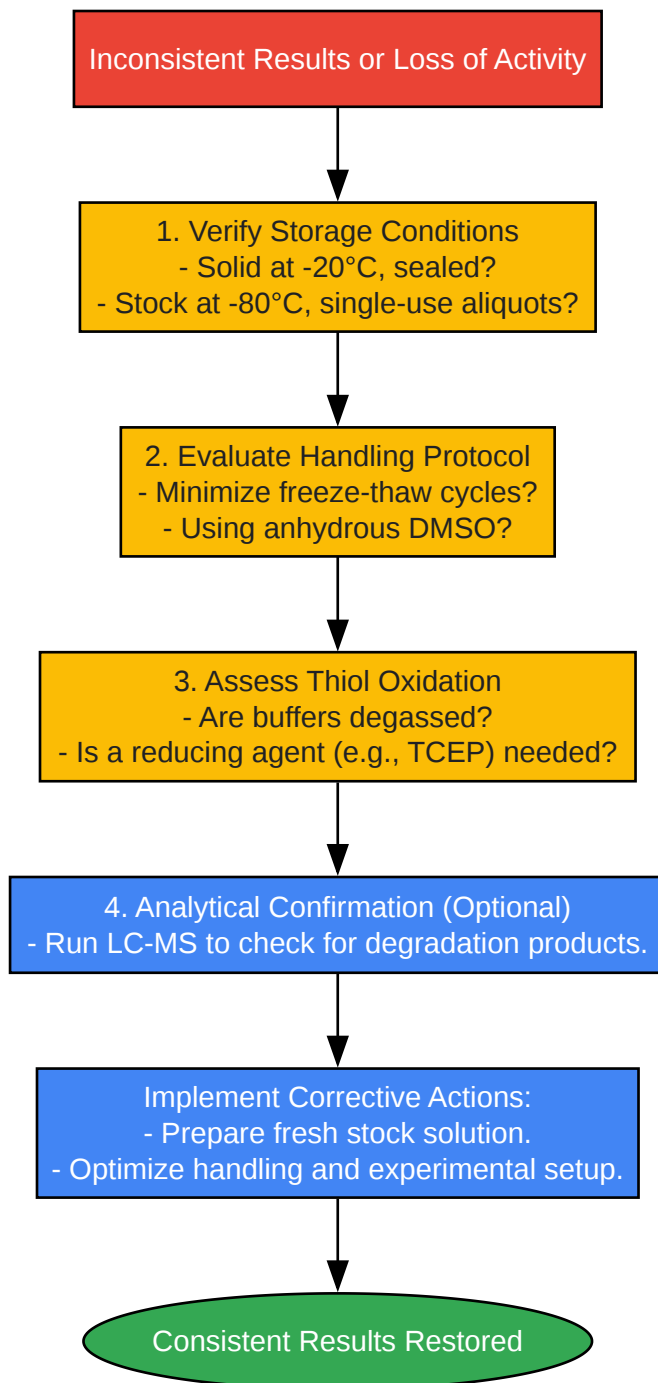 Inconsistent Results or Loss of Activity
1. Verify Storage Conditions
- Solid at -20°C, sealed?
- Stock at -80°C, single-use aliquots?
2. Evaluate Handling Protocol
- Minimize freeze-thaw cycles?
- Using anhydrous DMSO?
3. Assess Thiol Oxidation
- Are buffers degassed?
- Is a reducing agent (e.g., TCEP) needed?
4. Analytical Confirmation (Optional)
- Run LC-MS to check for degradation products.
Implement Corrective Actions:
- Prepare fresh stock solution.
- Optimize handling and experimental setup.
Consistent Results Restored